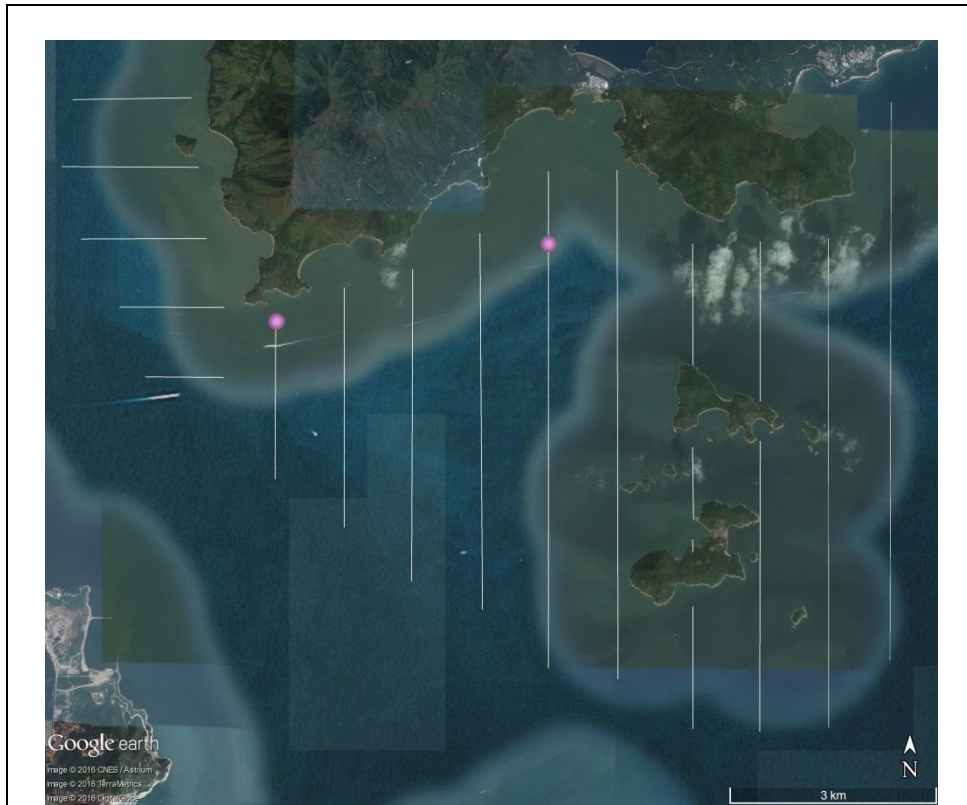 Google earth
Image © 2016 CNES / Astrium
Image © 2016 TerraMetrics
Image © 2016 DigitalGlobe
N
3 km